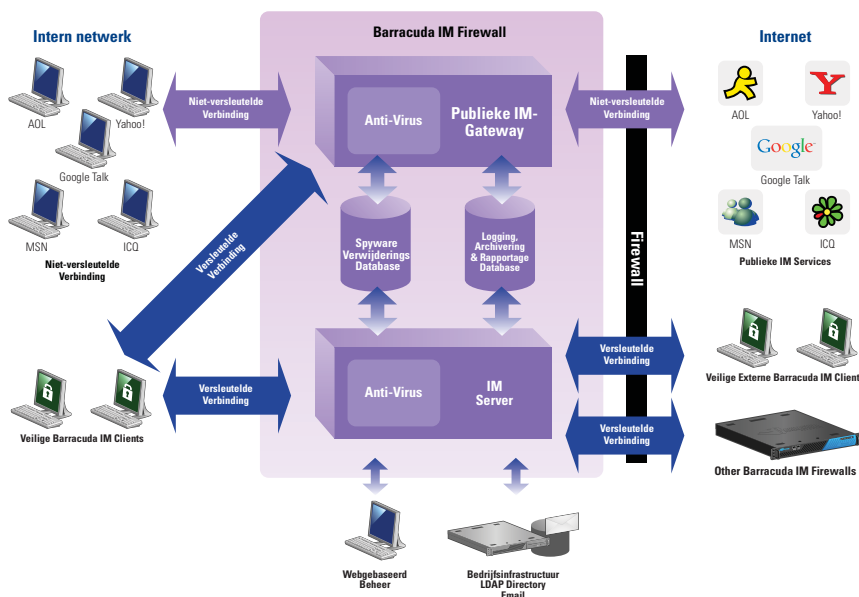 Intern netwerk
Barracuda IM Firewall
Internet
AOL
Yahoo!
Google Talk
MSN
ICQ
Niet-versleutelde
Verbinding
Niet-versleutelde
Verbinding
Anti-Virus
Publieke IM-
Gateway
Niet-versleutelde
Verbinding
Y
AOL
Yahoo!
Google
Google Talk
MSN
ICQ
Publieke IM Services
Versleutelde
Verbinding
Spyware
Verwijderings
Database
Logging,
Archivering
& Rapportage
Database
Firewall
Veilige Barracuda IM Clients
Versleutelde
Verbinding
Anti-Virus
IM
Server
Versleutelde
Verbinding
Veilige Externe Barracuda IM Client
Versleutelde
Verbinding
Other Barracuda IM Firewalls
Webgebaseerd
Beheer
Bedrijfsinfrastructuur
LDAP Directory
Email